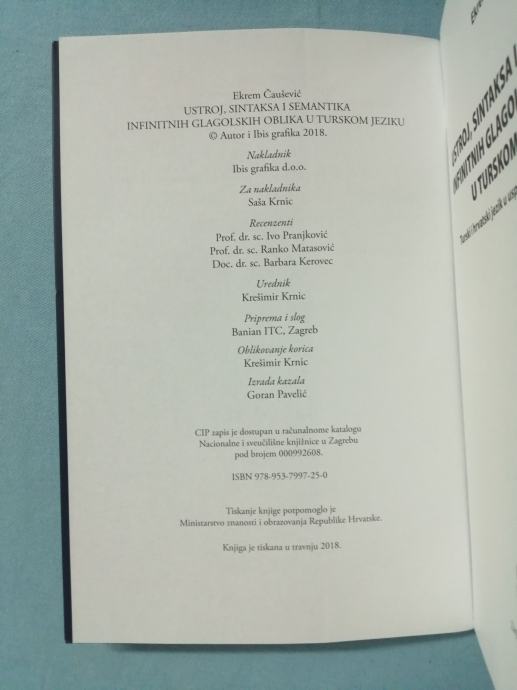 Ekrem Čaušević
USTROJ, SINTAKSA I SEMANTIKA
INFINITNIH GLAGOLSKIH OBLIKA U TURSKOM JEZIKU
© Autor i Ibis grafika 2018.
Nakladnik
Ibis grafika d.o.o.
Za nakladnika
Saša Krnic
Recenzenti
Prof. dr. sc. Ivo Pranjković
Prof. dr. sc. Ranko Matasović
Doc. dr. sc. Barbara Kerovec
Urednik
Krešimir Krnic
Priprema i slog
Banian ITC, Zagreb
Oblikovanje korica
Krešimir Krnic
Izrada kazala
Goran Pavelić
CIP zapis je dostupan u računalnome katalogu
Nacionalne i sveučilišne knjižnice u Zagrebu
pod brojem 000992608.
ISBN 978-953-7997-25-0
Tiskanje knjige potpomoglo je
Ministarstvo znanosti i obrazovanja Republike Hrvatske.
Knjiga je tiskana u travnju 2018.
USTROJ, SINTAKSA I
INFINITNIH
U TURSKOM
Turski i hrvatski jezik u